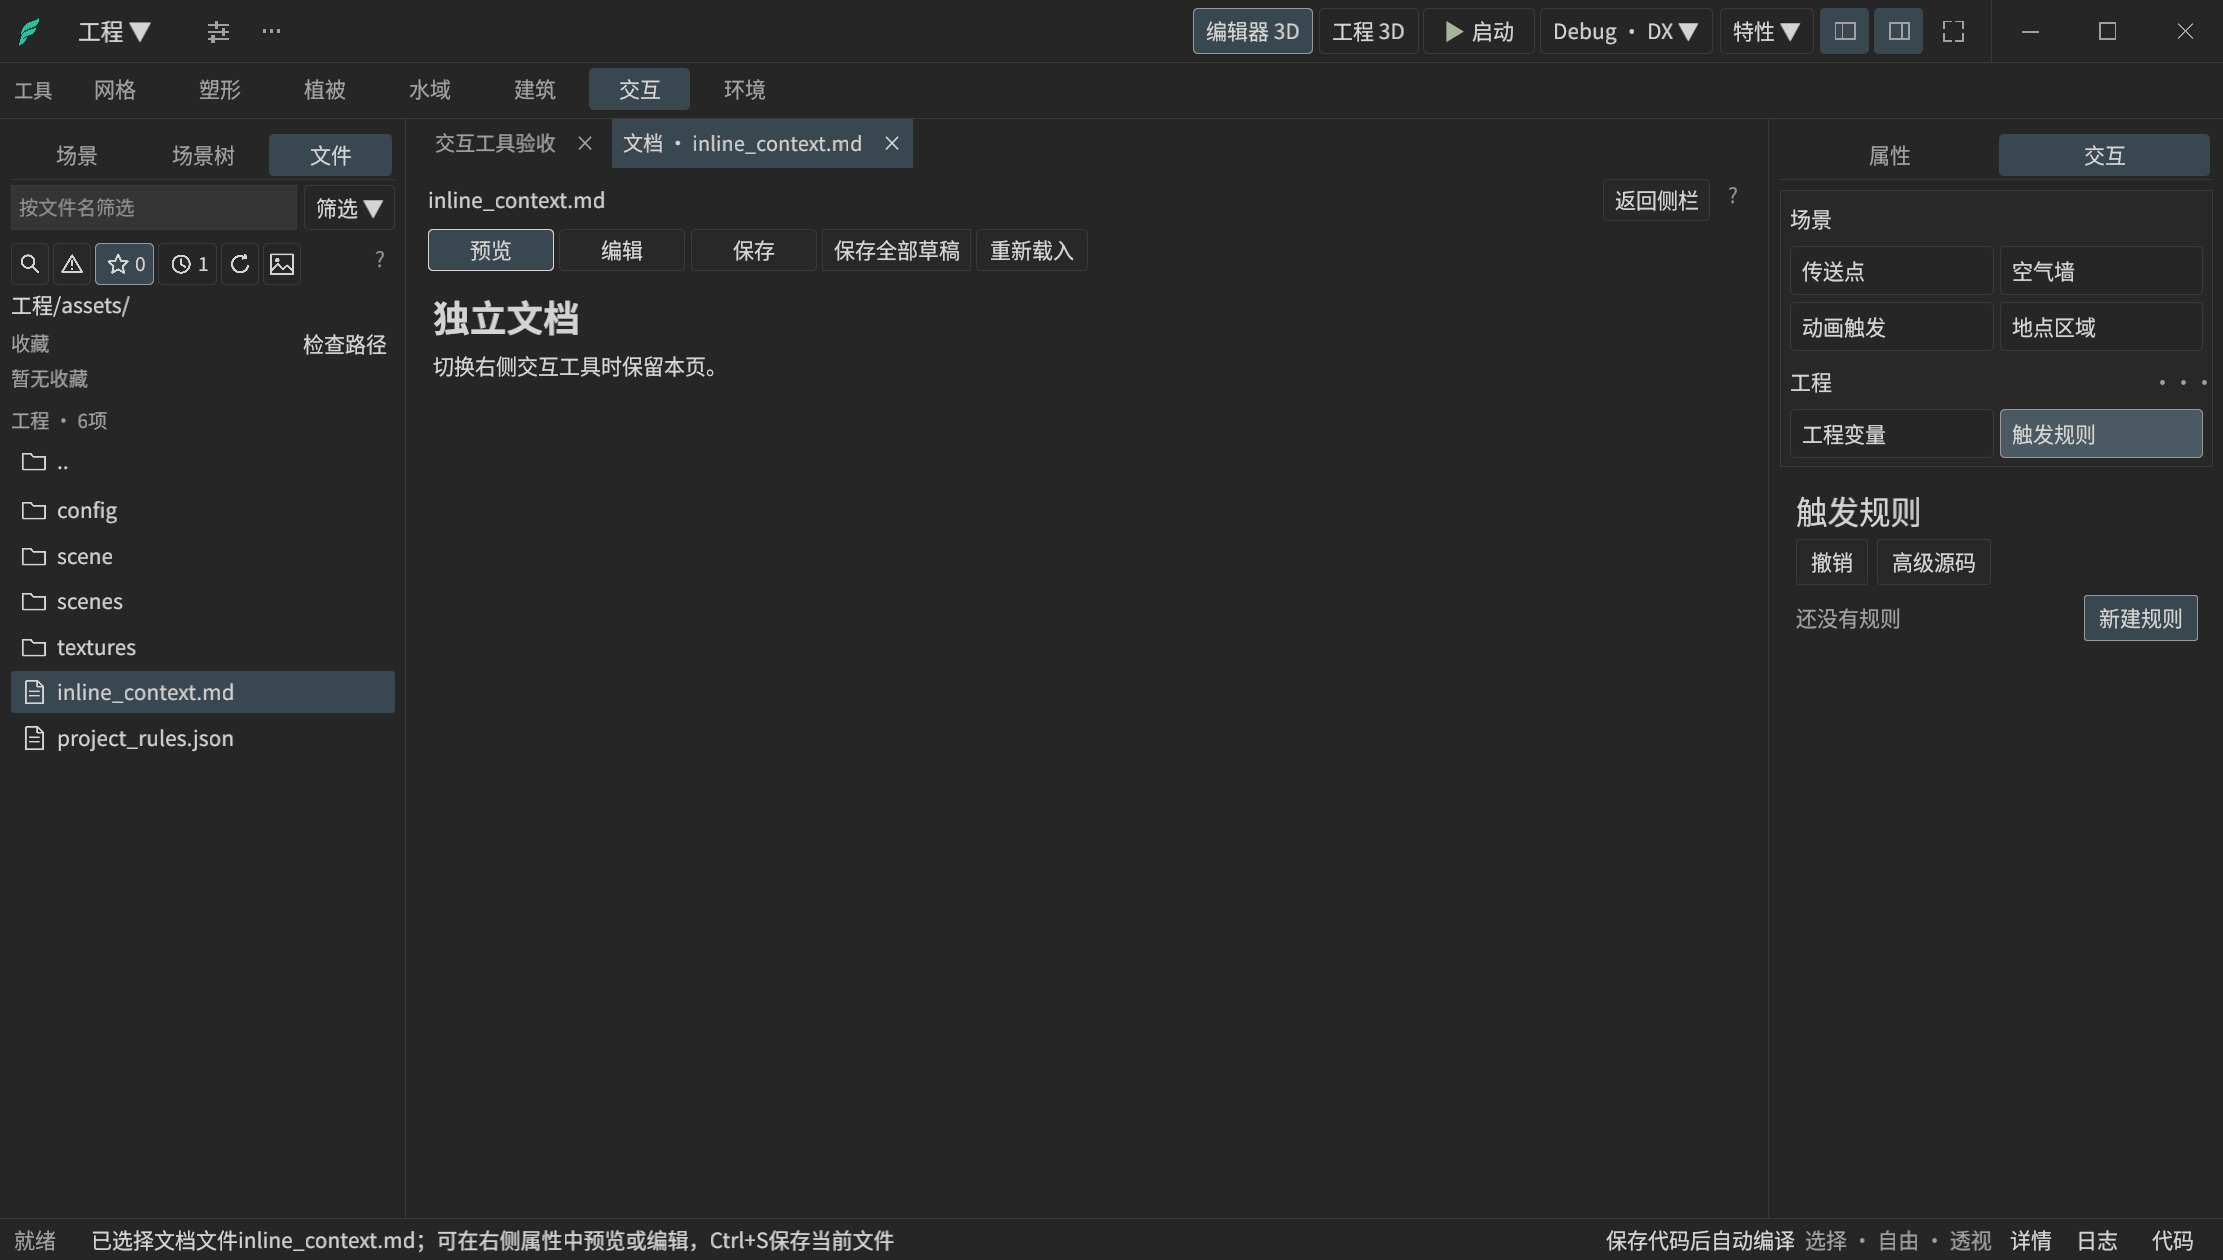 工程▼ ··· 编辑器 3D 工程 3D 启动 Debug · DX▼ 特性▼
工具 网格 塑形 植被 水域 建筑 交互 环境
场景 场景树 文件
按文件名筛选 筛选▼
0 1 ?
工程/assets/
收藏 检查路径
暂无收藏
工程 · 6项
..
config
scene
scenes
textures
inline_context.md
project_rules.json
交互工具验收 × 文档 · inline_context.md ×
inline_context.md 返回侧栏 ?
预览 编辑 保存 保存全部草稿 重新载入
独立文档
切换右侧交互工具时保留本页。
属性 交互
场景
传送点 空气墙
动画触发 地点区域
工程 · · ·
工程变量 触发规则
触发规则
撤销 高级源码
还没有规则 新建规则
就绪 已选择文档文件inline_context.md；可在右侧属性中预览或编辑，Ctrl+S保存当前文件 保存代码后自动编译 选择 · 自由 · 透视 详情 日志 代码